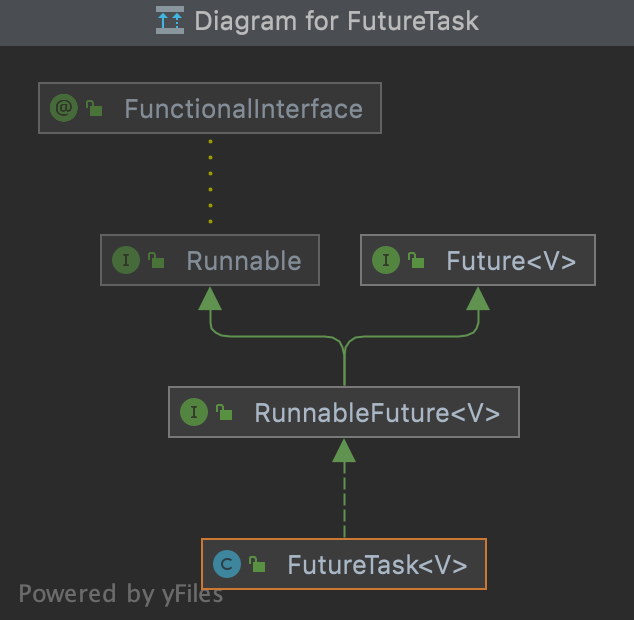 Diagram for FutureTask
@ FunctionalInterface
I Runnable
I Future<V>
I RunnableFuture<V>
C FutureTask<V>
Powered by yFiles